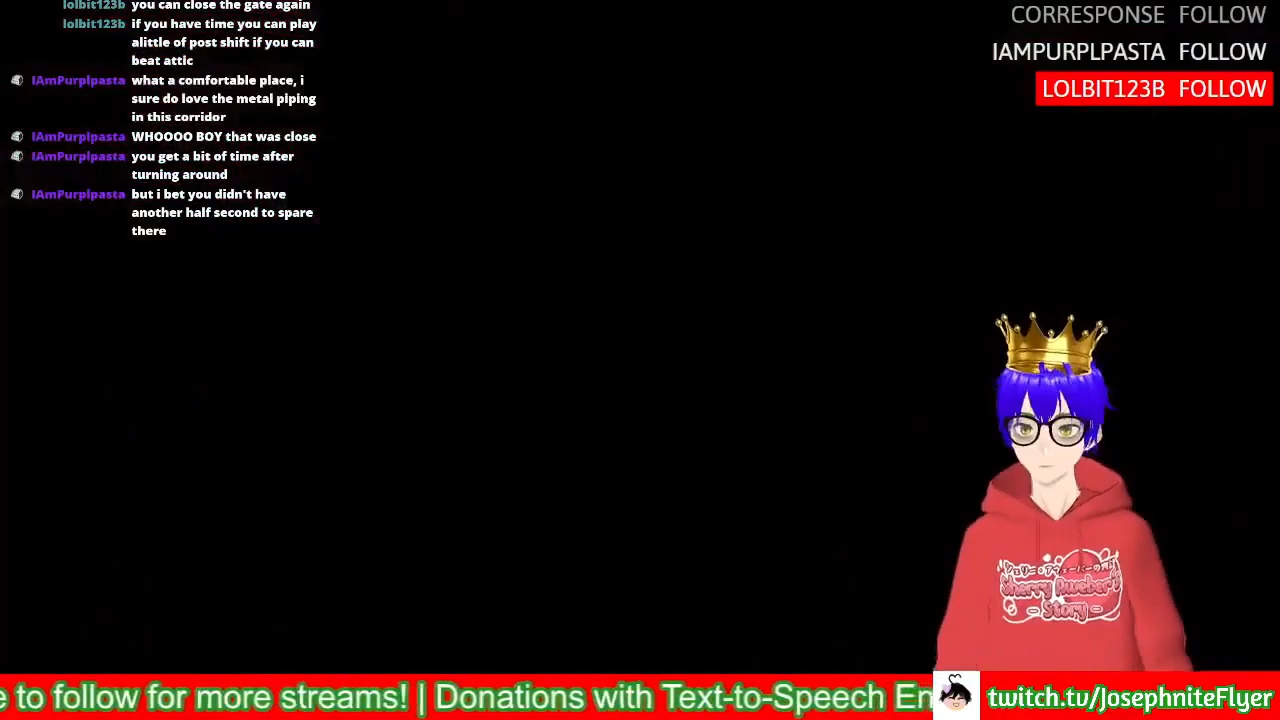 lolbit123b you can close the gate again
lolbit123b if you have time you can play
alittle of post shift if you can
beat attic
IAmPurplpasta what a comfortable place, i
sure do love the metal piping
in this corridor
IAmPurplpasta WHOOOO BOY that was close
IAmPurplpasta you get a bit of time after
turning around
IAmPurplpasta but i bet you didn't have
another half second to spare
there
CORRESPONSE FOLLOW
IAMPURPLPASTA FOLLOW
LOLBIT123B FOLLOW
Sherry Aweber's
Story
e to follow for more streams! | Donations with Text-to-Speech En
twitch.tv/JosephniteFlyer